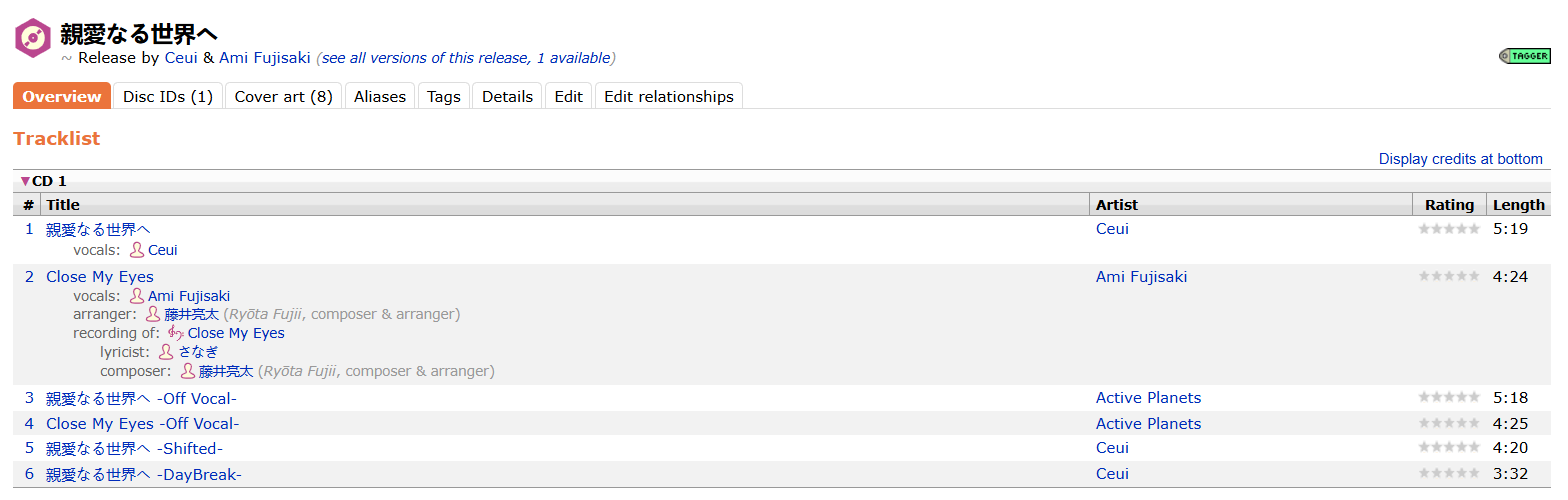 親愛なる世界へ
~ Release by Ceui & Ami Fujisaki (see all versions of this release, 1 available)
TAGGER
Overview Disc IDs (1) Cover art (8) Aliases Tags Details Edit Edit relationships
Tracklist
Display credits at bottom
▼CD 1
# Title Artist Rating Length
1 親愛なる世界へ Ceui ★★★★★ 5:19
vocals: Ceui
2 Close My Eyes Ami Fujisaki ★★★★★ 4:24
vocals: Ami Fujisaki
arranger: 藤井亮太 (Ryōta Fujii, composer & arranger)
recording of: Close My Eyes
lyricist: さなぎ
composer: 藤井亮太 (Ryōta Fujii, composer & arranger)
3 親愛なる世界へ -Off Vocal- Active Planets ★★★★★ 5:18
4 Close My Eyes -Off Vocal- Active Planets ★★★★★ 4:25
5 親愛なる世界へ -Shifted- Ceui ★★★★★ 4:20
6 親愛なる世界へ -DayBreak- Ceui ★★★★★ 3:32